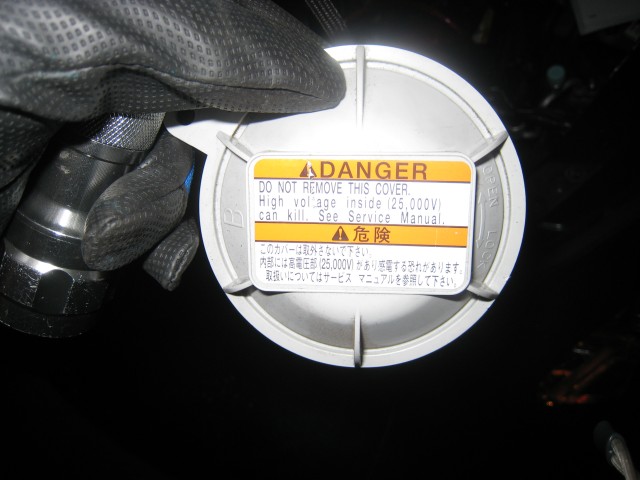 DANGER
DO NOT REMOVE THIS COVER.
High voltage inside (25,000V)
can kill. See Service Manual.
危険
このカバーは取外さないで下さい。
内部には高電圧部(25,000V)があり感電する恐れがあります。
取扱いについてはサービス マニュアルを参照して下さい。
B
OPEN
LOCK